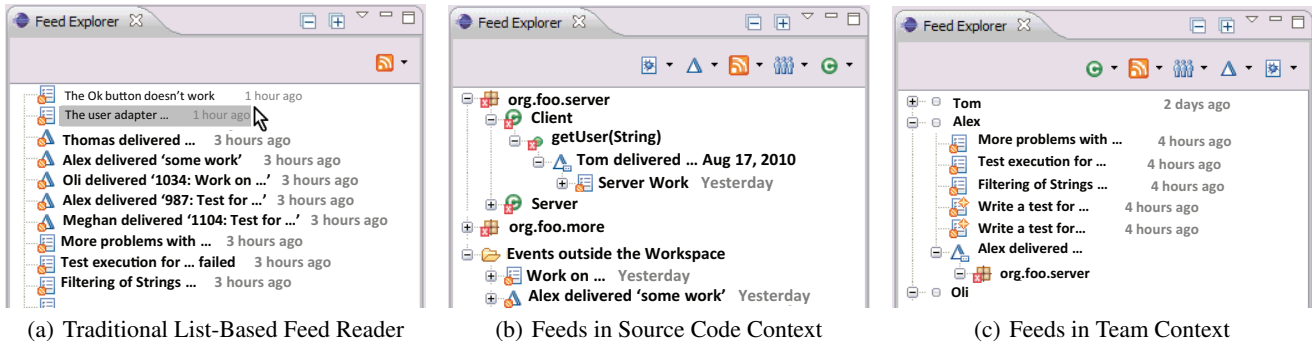 Feed Explorer
The Ok button doesn't work 1 hour ago
The user adapter ... 1 hour ago
Thomas delivered ... 3 hours ago
Alex delivered 'some work' 3 hours ago
Oli delivered '1034: Work on ...' 3 hours ago
Alex delivered '987: Test for ...' 3 hours ago
Meghan delivered '1104: Test for ...' 3 hours ago
More problems with ... 3 hours ago
Test execution for ... failed 3 hours ago
Filtering of Strings ... 3 hours ago
(a) Traditional List-Based Feed Reader
Feed Explorer
org.foo.server
Client
getUser(String)
Tom delivered ... Aug 17, 2010
Server Work Yesterday
Server
org.foo.more
Events outside the Workspace
Work on ... Yesterday
Alex delivered 'some work' Yesterday
(b) Feeds in Source Code Context
Feed Explorer
Tom 2 days ago
Alex
More problems with ... 4 hours ago
Test execution for ... 4 hours ago
Filtering of Strings ... 4 hours ago
Write a test for ... 4 hours ago
Write a test for... 4 hours ago
Alex delivered ...
org.foo.server
Oli
(c) Feeds in Team Context